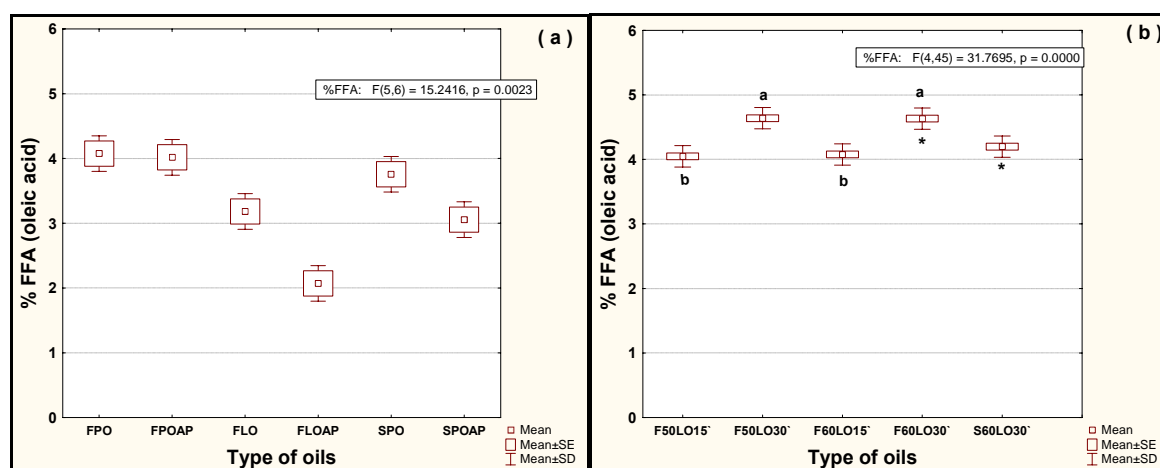 ( a )
%FFA: F(5,6) = 15.2416, p = 0.0023
% FFA (oleic acid)
6
5
4
3
2
1
0
FPO FPOAP FLO FLOAP SPO SPOAP
Type of oils
Mean
Mean±SE
Mean±SD
( b )
%FFA: F(4,45) = 31.7695, p = 0.0000
% FFA (oleic acid)
6
5
4
3
2
1
0
a a
b b * *
F50LO15` F50LO30` F60LO15` F60LO30` S60LO30`
Type of oils
Mean
Mean±SE
Mean±SD